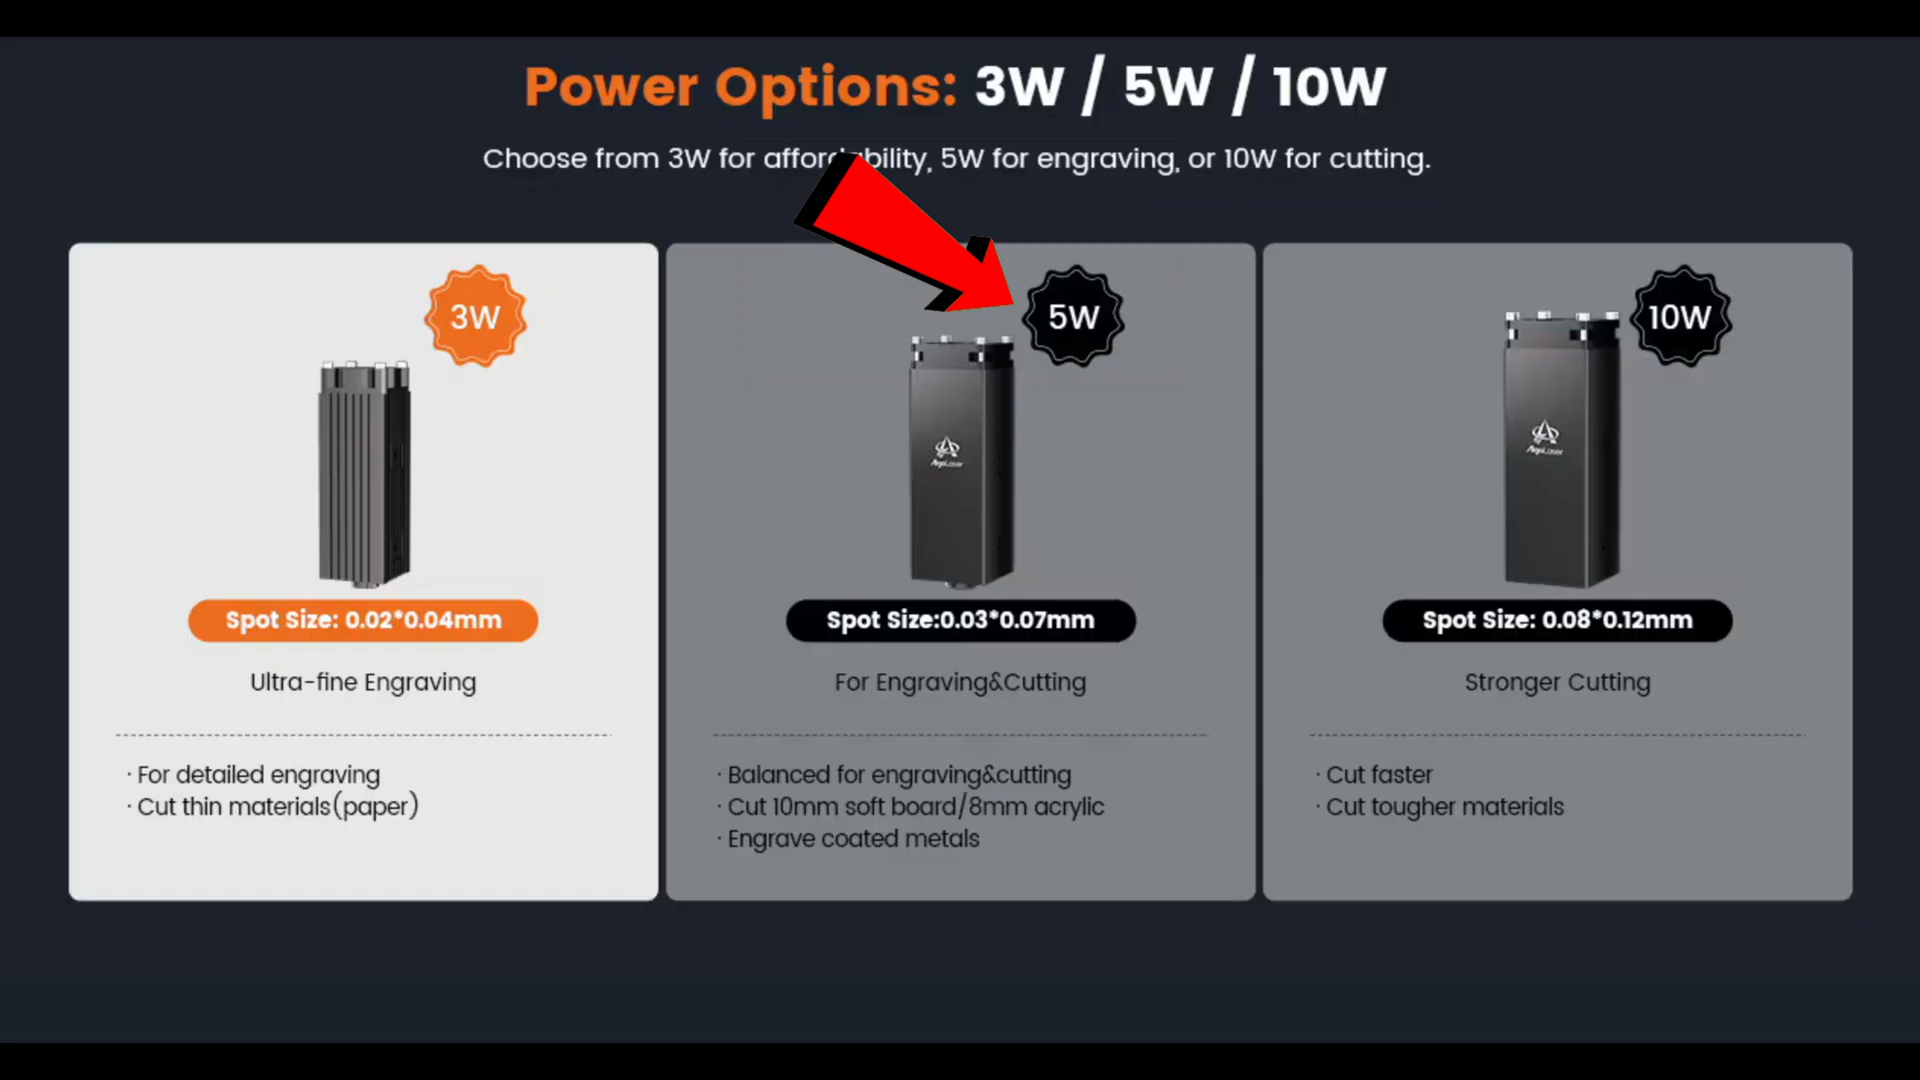 Power Options: 3W / 5W / 10W
Choose from 3W for affordability, 5W for engraving, or 10W for cutting.
3W
Spot Size: 0.02*0.04mm
Ultra-fine Engraving
· For detailed engraving
· Cut thin materials(paper)
5W
AtyaLaser
Spot Size:0.03*0.07mm
For Engraving&Cutting
· Balanced for engraving&cutting
· Cut 10mm soft board/8mm acrylic
· Engrave coated metals
10W
Spot Size: 0.08*0.12mm
Stronger Cutting
· Cut faster
· Cut tougher materials